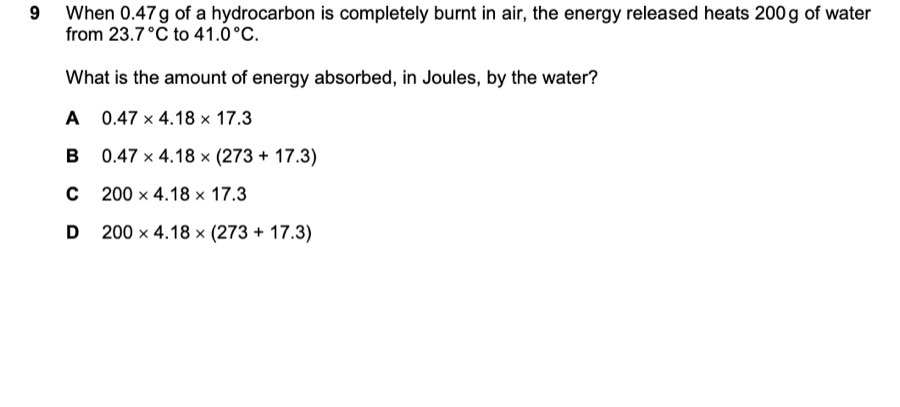 9 When 0.47 g of a hydrocarbon is completely burnt in air, the energy released heats 200 g of water
from 23.7 °C to 41.0 °C.
What is the amount of energy absorbed, in Joules, by the water?
A 0.47 × 4.18 × 17.3
B 0.47 × 4.18 × (273 + 17.3)
C 200 × 4.18 × 17.3
D 200 × 4.18 × (273 + 17.3)